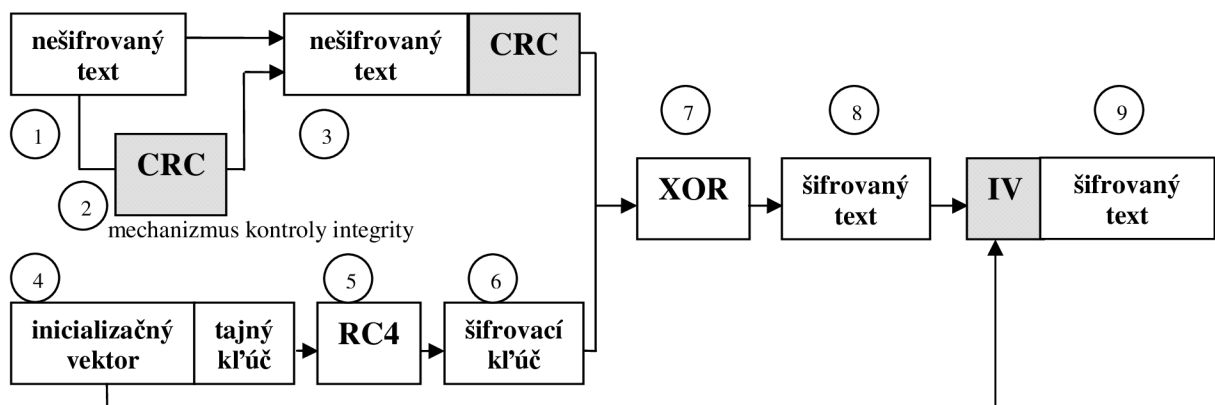 nešifrovaný
text
nešifrovaný
text
CRC
1
2
CRC
3
mechanizmus kontroly integrity
4
inicializačný
vektor
tajný
kľúč
5
RC4
6
šifrovací
kľúč
7
XOR
8
šifrovaný
text
9
IV
šifrovaný
text